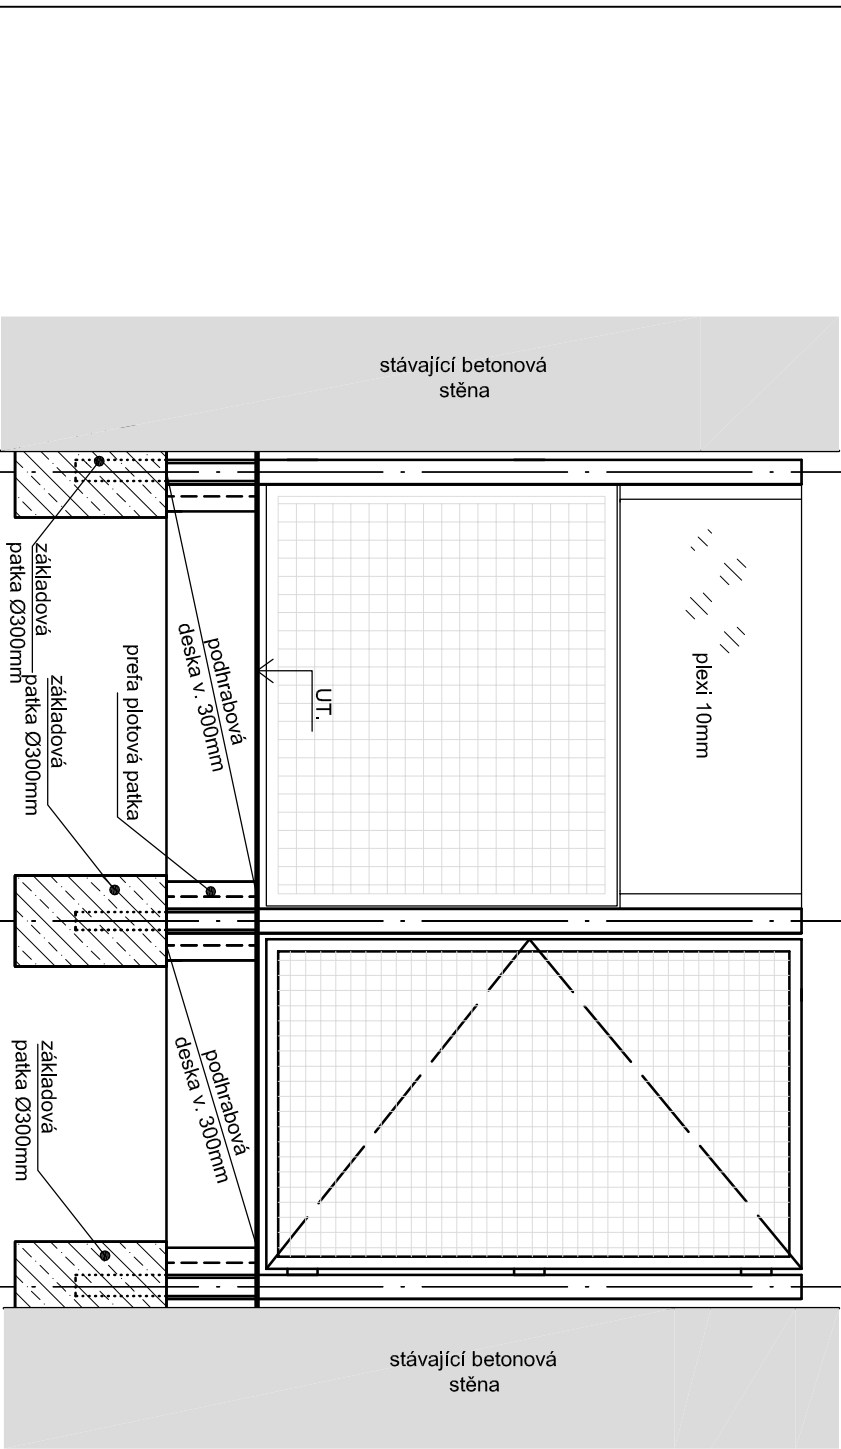 stávající betonová
stěna
základová
patka Ø300mm
základová
patka Ø300mm
prefa plotová patka
podhrabová
deska v. 300mm
UT.
plexi 10mm
základová
patka Ø300mm
podhrabová
deska v. 300mm
stávající betonová
stěna